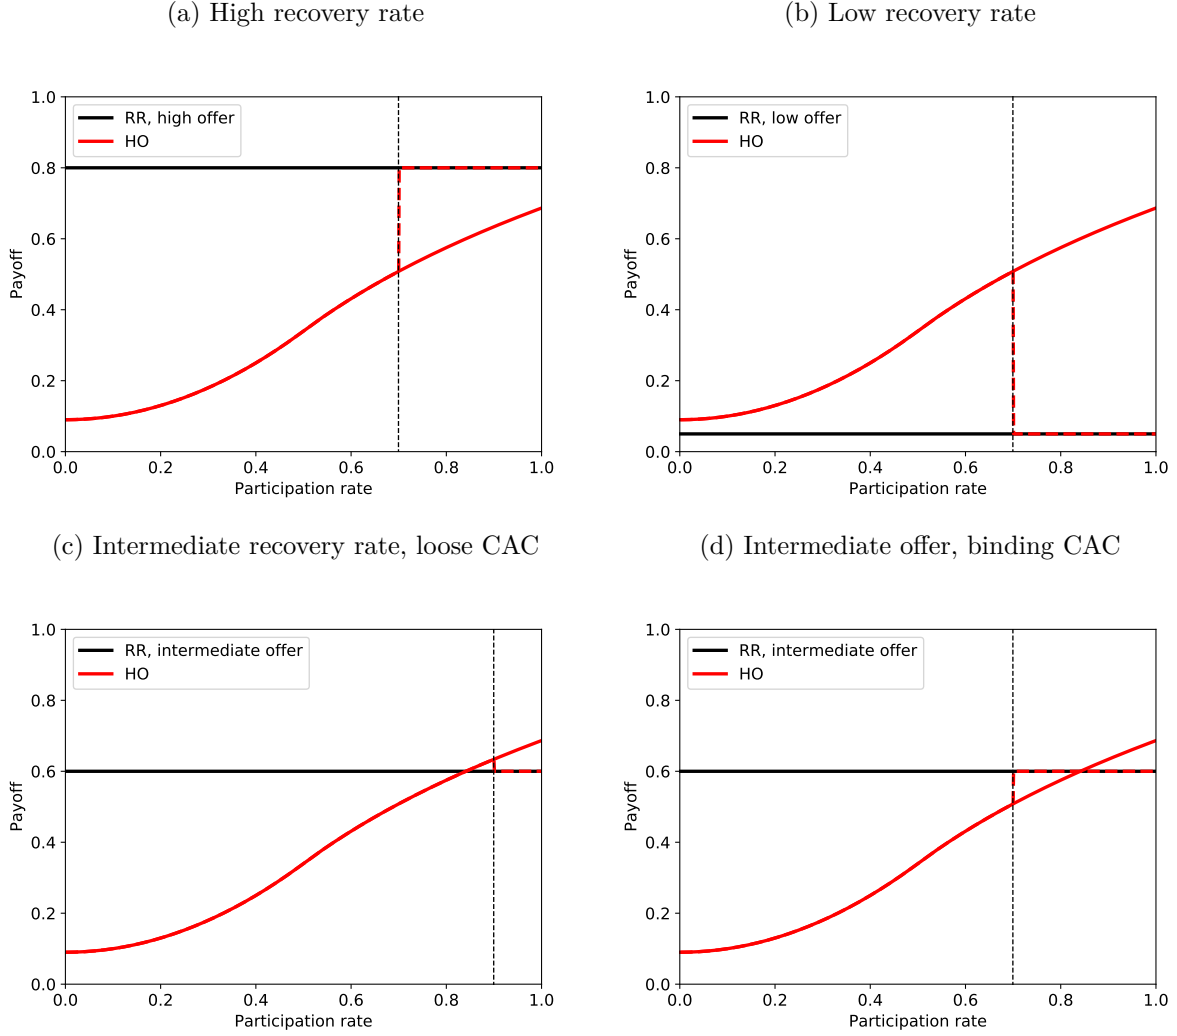 (a) High recovery rate
(b) Low recovery rate
1.0
0.8
0.6
0.4
0.2
0.0
Payoff
RR, high offer
HO
0.0 0.2 0.4 0.6 0.8 1.0
Participation rate
1.0
0.8
0.6
0.4
0.2
0.0
Payoff
RR, low offer
HO
0.0 0.2 0.4 0.6 0.8 1.0
Participation rate
(c) Intermediate recovery rate, loose CAC
(d) Intermediate offer, binding CAC
1.0
0.8
0.6
0.4
0.2
0.0
Payoff
RR, intermediate offer
HO
0.0 0.2 0.4 0.6 0.8 1.0
Participation rate
1.0
0.8
0.6
0.4
0.2
0.0
Payoff
RR, intermediate offer
HO
0.0 0.2 0.4 0.6 0.8 1.0
Participation rate